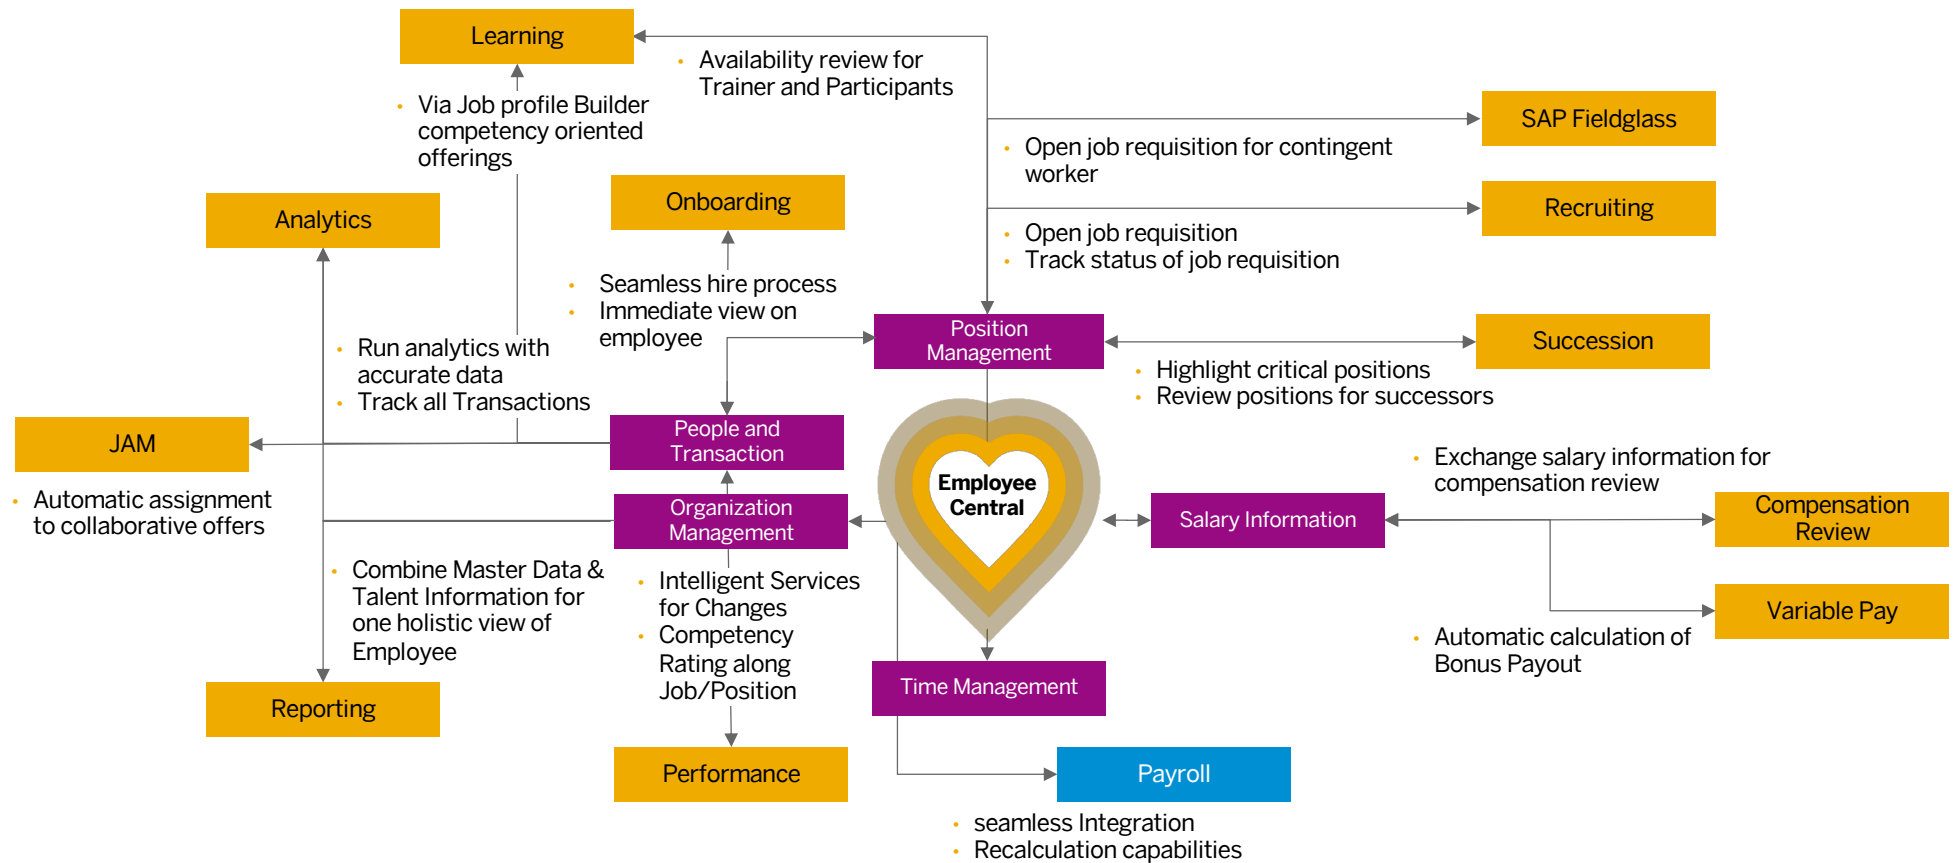 Learning
• Availability review for
Trainer and Participants
• Via Job profile Builder
competency oriented
offerings
SAP Fieldglass
• Open job requisition for contingent
worker
Onboarding
Analytics
Recruiting
• Open job requisition
• Track status of job requisition
• Seamless hire process
• Immediate view on
employee
Position
Management
Succession
• Run analytics with
accurate data
• Track all Transactions
• Highlight critical positions
• Review positions for successors
JAM
People and
Transaction
• Automatic assignment
to collaborative offers
Employee
Central
• Exchange salary information for
compensation review
Organization
Management
Salary Information
Compensation
Review
• Combine Master Data &
Talent Information for
one holistic view of
Employee
• Intelligent Services
for Changes
• Competency
Rating along
Job/Position
Variable Pay
• Automatic calculation of
Bonus Payout
Time Management
Reporting
Performance
Payroll
• seamless Integration
• Recalculation capabilities